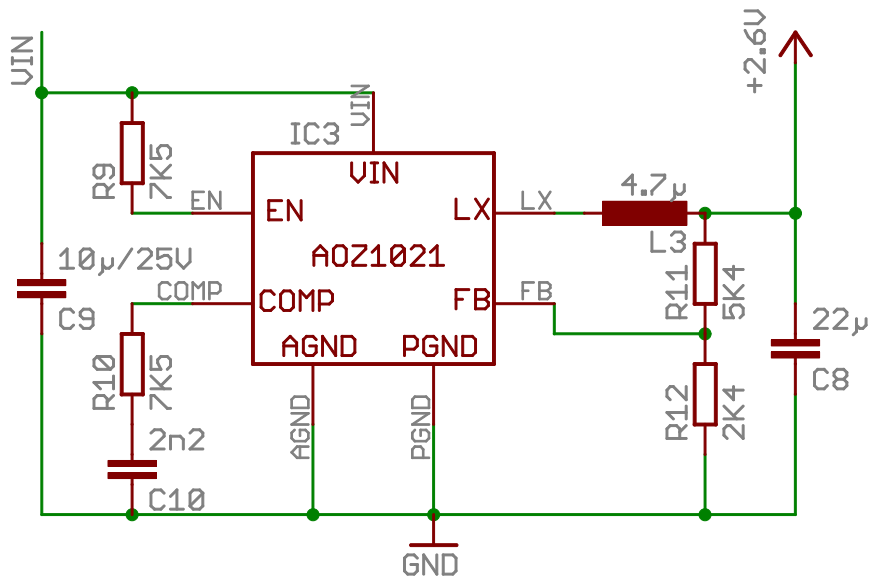 VIN
+2.6V
VIN
IC3
VIN
R9
7K5
EN
EN
LX
LX
4.7µ
L3
AOZ1021
10µ/25V
C9
COMP
COMP
FB
FB
R11
5K4
22µ
C8
AGND
PGND
R10
7K5
R12
2K4
AGND
PGND
2n2
C10
GND